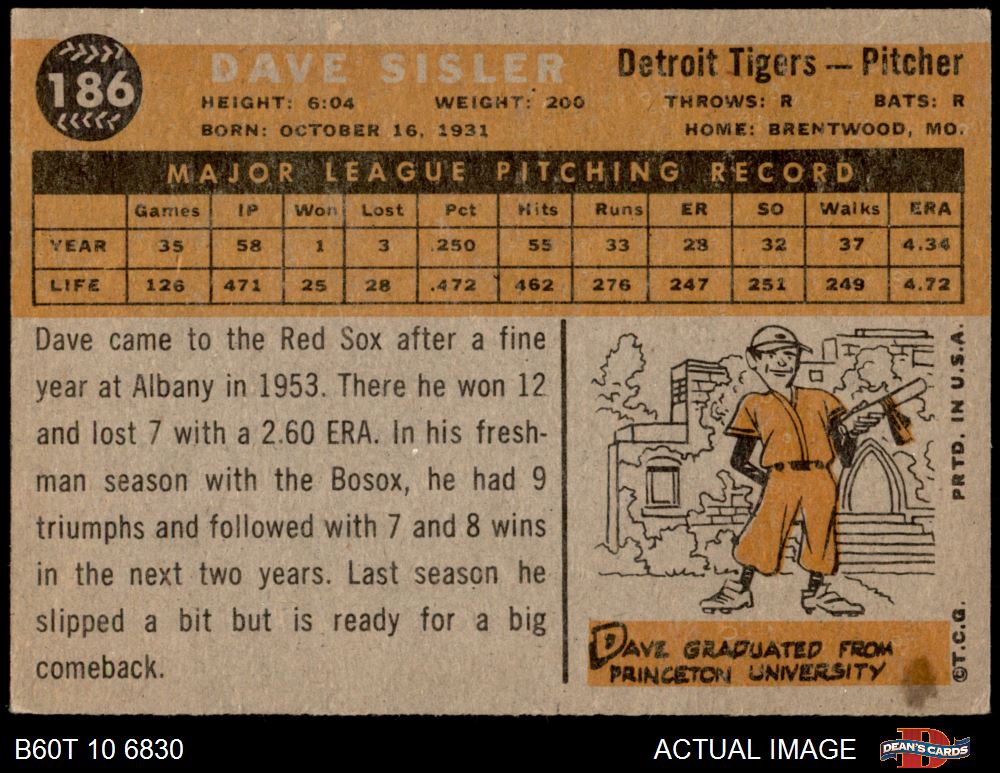 186
DAVE SISLER
Detroit Tigers — Pitcher
HEIGHT: 6:04 WEIGHT: 200 THROWS: R BATS: R
BORN: OCTOBER 16, 1931 HOME: BRENTWOOD, MO.
MAJOR LEAGUE PITCHING RECORD
Games IP Won Lost Pct Hits Runs ER SO Walks ERA
YEAR 35 58 1 3 .250 55 33 28 32 37 4.34
LIFE 126 471 25 28 .472 462 276 247 251 249 4.72
Dave came to the Red Sox after a fine
year at Albany in 1953. There he won 12
and lost 7 with a 2.60 ERA. In his fresh-
man season with the Bosox, he had 9
triumphs and followed with 7 and 8 wins
in the next two years. Last season he
slipped a bit but is ready for a big
comeback.
DAVE GRADUATED FROM
PRINCETON UNIVERSITY
©T.C.G. PRTD. IN U.S.A.
B60T 10 6830
ACTUAL IMAGE
DEAN'S CARDS